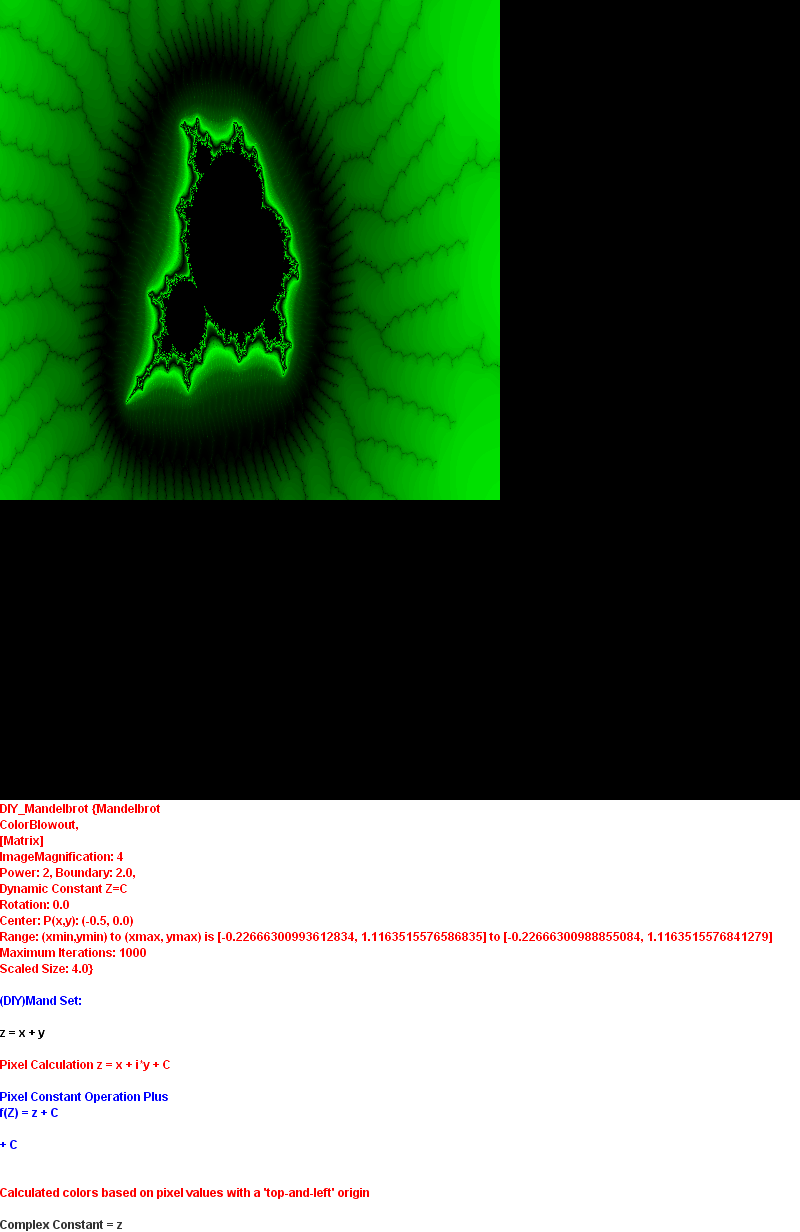 DIY_Mandelbrot {Mandelbrot
ColorBlowout,
[Matrix]
ImageMagnification: 4
Power: 2, Boundary: 2.0,
Dynamic Constant Z=C
Rotation: 0.0
Center: P(x,y): (-0.5, 0.0)
Range: (xmin,ymin) to (xmax, ymax) is [-0.22666300993612834, 1.1163515576586835] to [-0.22666300988855084, 1.1163515576841279]
Maximum Iterations: 1000
Scaled Size: 4.0}
(DIY)Mand Set:
z = x + y
Pixel Calculation z = x + i*y + C
Pixel Constant Operation Plus
f(Z) = z + C
+ C
Calculated colors based on pixel values with a 'top-and-left' origin
Complex Constant = z